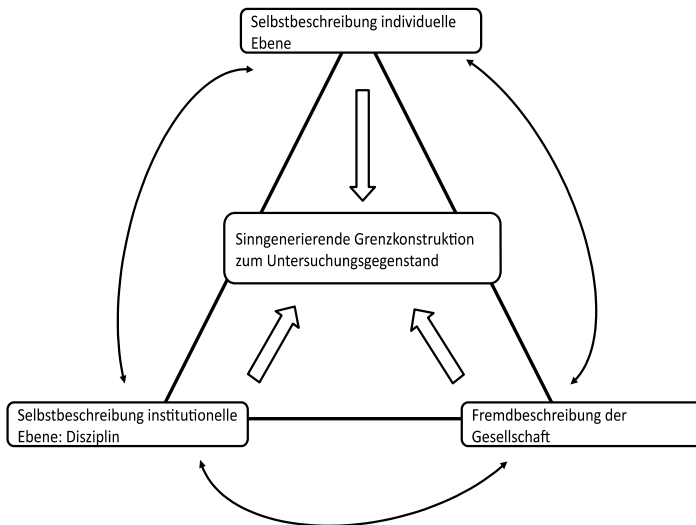 Selbstbeschreibung individuelle
Ebene
Sinngenerierende Grenzkonstruktion
zum Untersuchungsgegenstand
Selbstbeschreibung institutionelle
Ebene: Disziplin
Fremdbeschreibung der
Gesellschaft